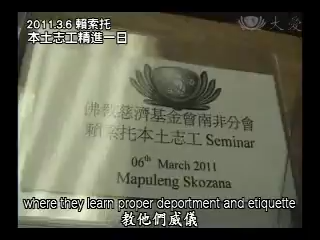 2011.3.6 賴索托
本土志工精進一日
大愛
佛教慈濟基金會南非分會
賴索托本土志工 Seminar
06th March 2011
Mapuleng Skozana
where they learn proper deportment and etiquette
教他們威儀